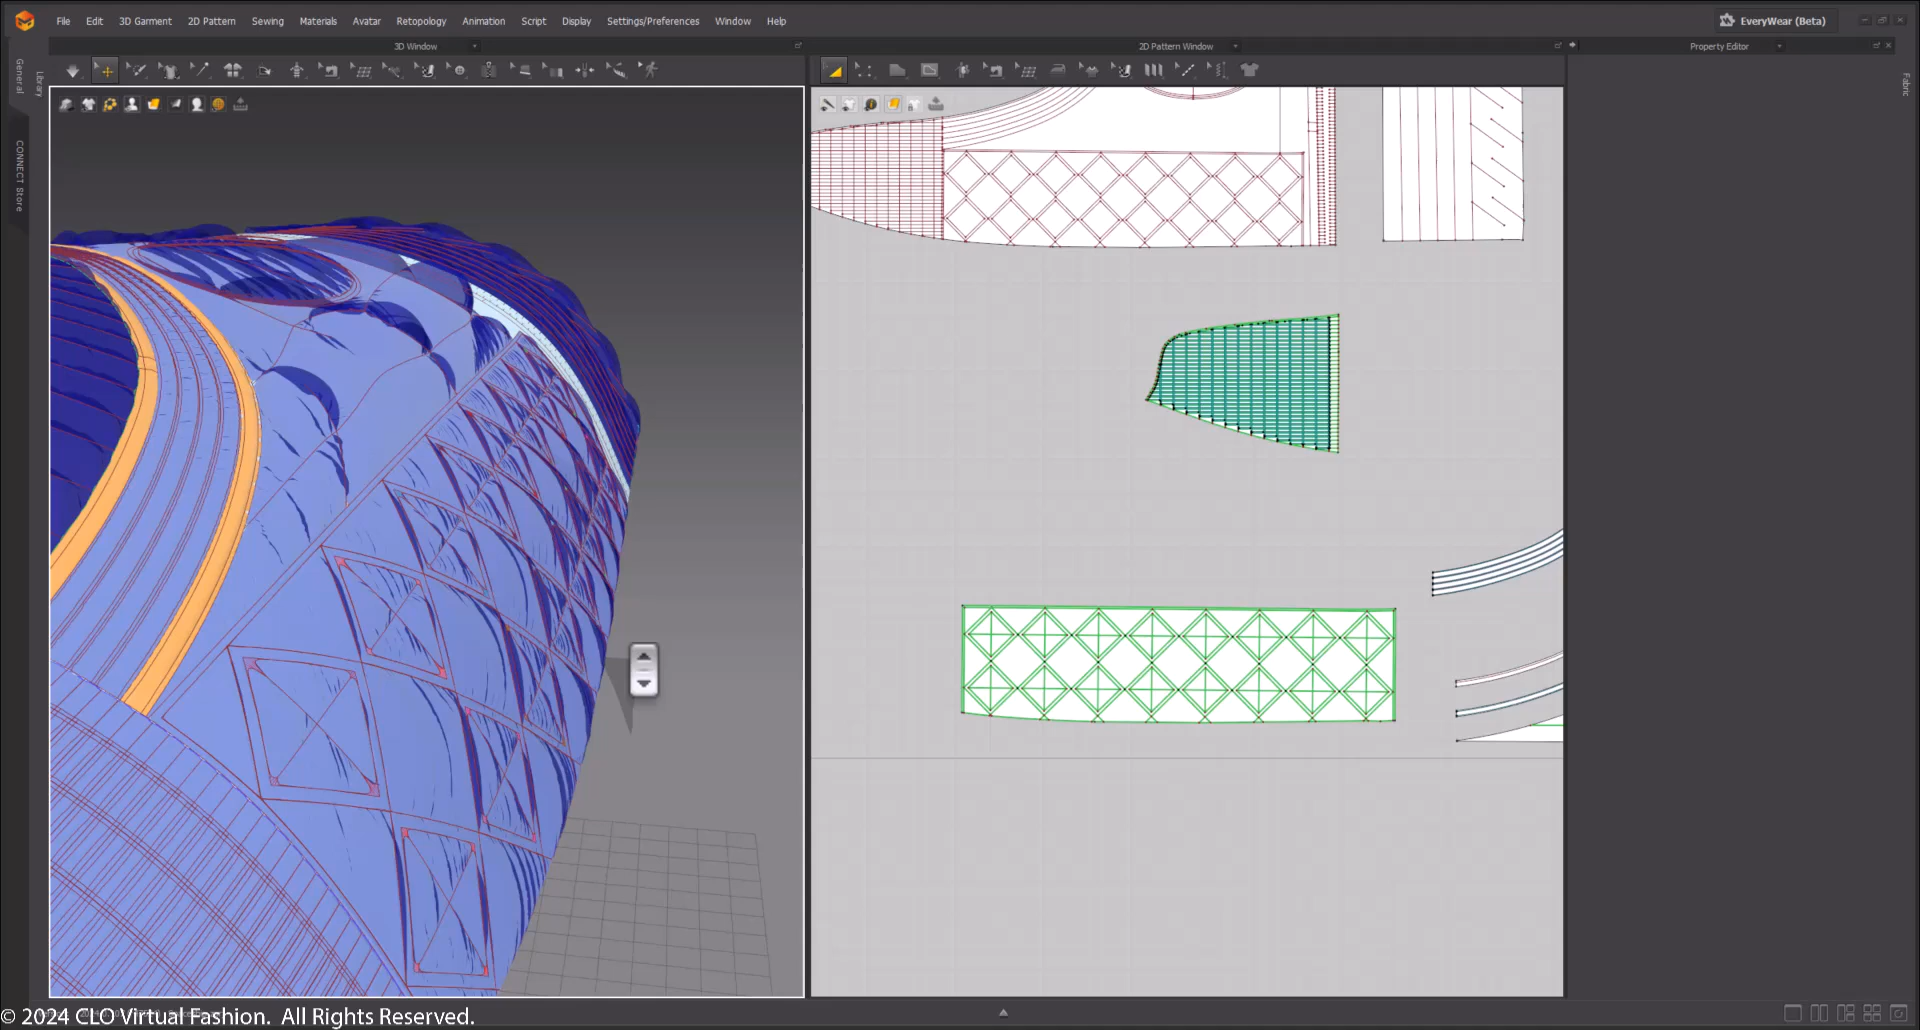 File Edit 3D Garment 2D Pattern Sewing Materials Avatar Retopology Animation Script Display Settings/Preferences Window Help EveryWear (Beta)
3D Window 2D Pattern Window Property Editor
General
Library
CONNECT Store
Fabric
© 2024 CLO Virtual Fashion. All Rights Reserved.